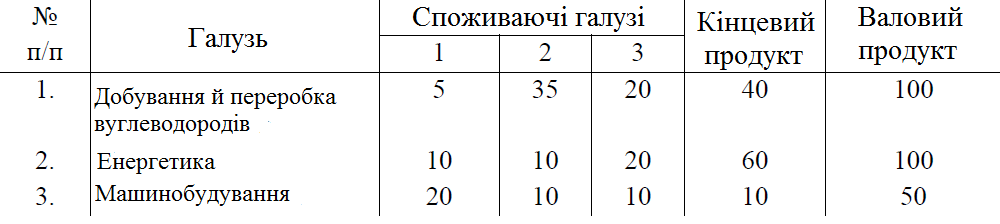 № п/п Галузь Споживаючі галузі Кінцевий продукт Валовий продукт
1 2 3
1. Добування й переробка вуглеводородів 5 35 20 40 100
2. Енергетика 10 10 20 60 100
3. Машинобудування 20 10 10 10 50